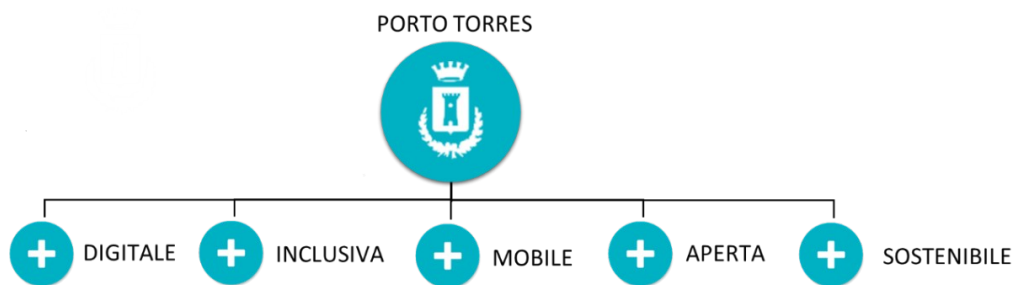 PORTO TORRES
+ DIGITALE + INCLUSIVA + MOBILE + APERTA + SOSTENIBILE